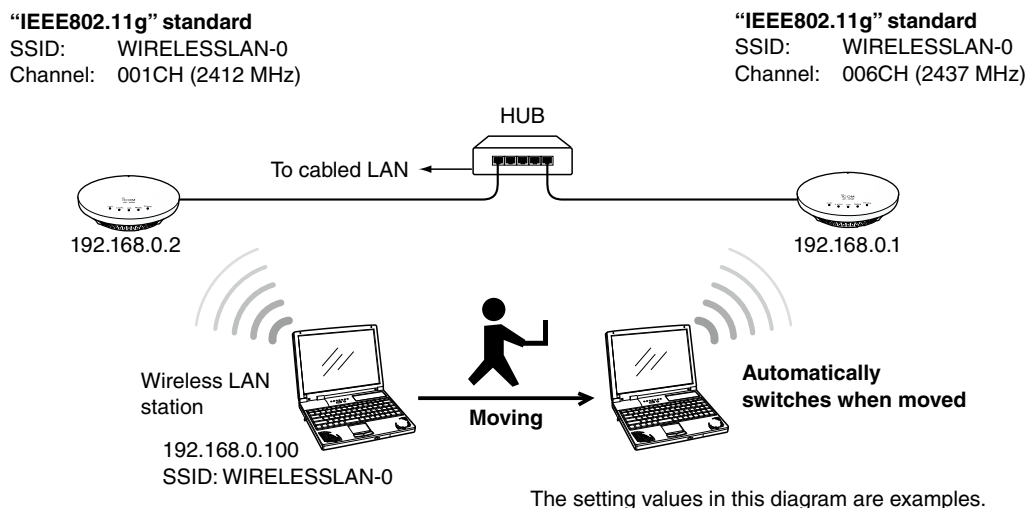 “IEEE802.11g” standard
SSID: WIRELESSLAN-0
Channel: 001CH (2412 MHz)
“IEEE802.11g” standard
SSID: WIRELESSLAN-0
Channel: 006CH (2437 MHz)
HUB
To cabled LAN
192.168.0.2
192.168.0.1
Wireless LAN
station
192.168.0.100
SSID: WIRELESSLAN-0
Moving
Automatically
switches when moved
The setting values in this diagram are examples.